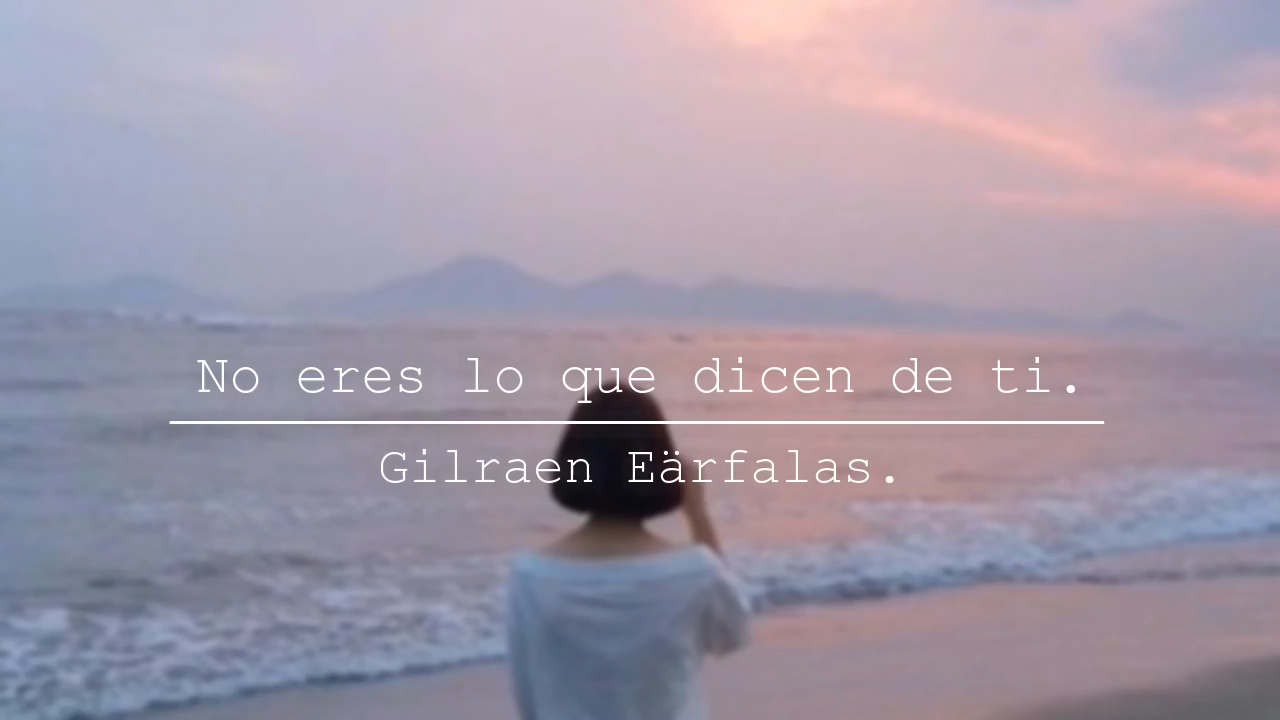 No eres lo que dicen de ti.
Gilraen Eärfalas.